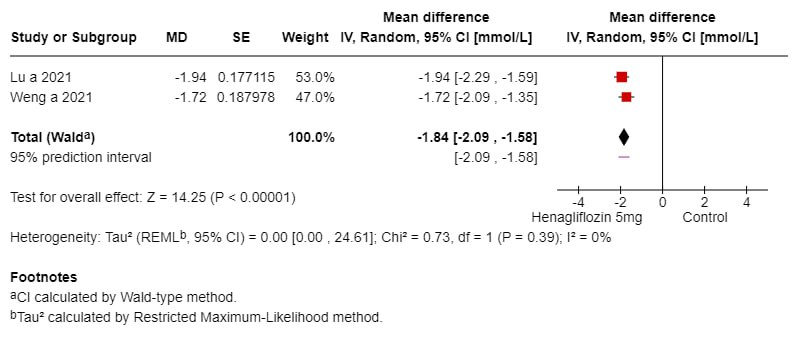 Mean difference Mean difference
Study or Subgroup MD SE Weight IV, Random, 95% CI [mmol/L] IV, Random, 95% CI [mmol/L]
Lu a 2021 -1.94 0.177115 53.0% -1.94 [-2.29 , -1.59]
Weng a 2021 -1.72 0.187978 47.0% -1.72 [-2.09 , -1.35]
Total (Waldᵃ) 100.0% -1.84 [-2.09 , -1.58]
95% prediction interval [-2.09 , -1.58]
Test for overall effect: Z = 14.25 (P < 0.00001)
-4 -2 0 2 4
Henagliflozin 5mg Control
Heterogeneity: Tau² (REMLᵇ, 95% CI) = 0.00 [0.00 , 24.61]; Chi² = 0.73, df = 1 (P = 0.39); I² = 0%
Footnotes
ᵃCI calculated by Wald-type method.
ᵇTau² calculated by Restricted Maximum-Likelihood method.